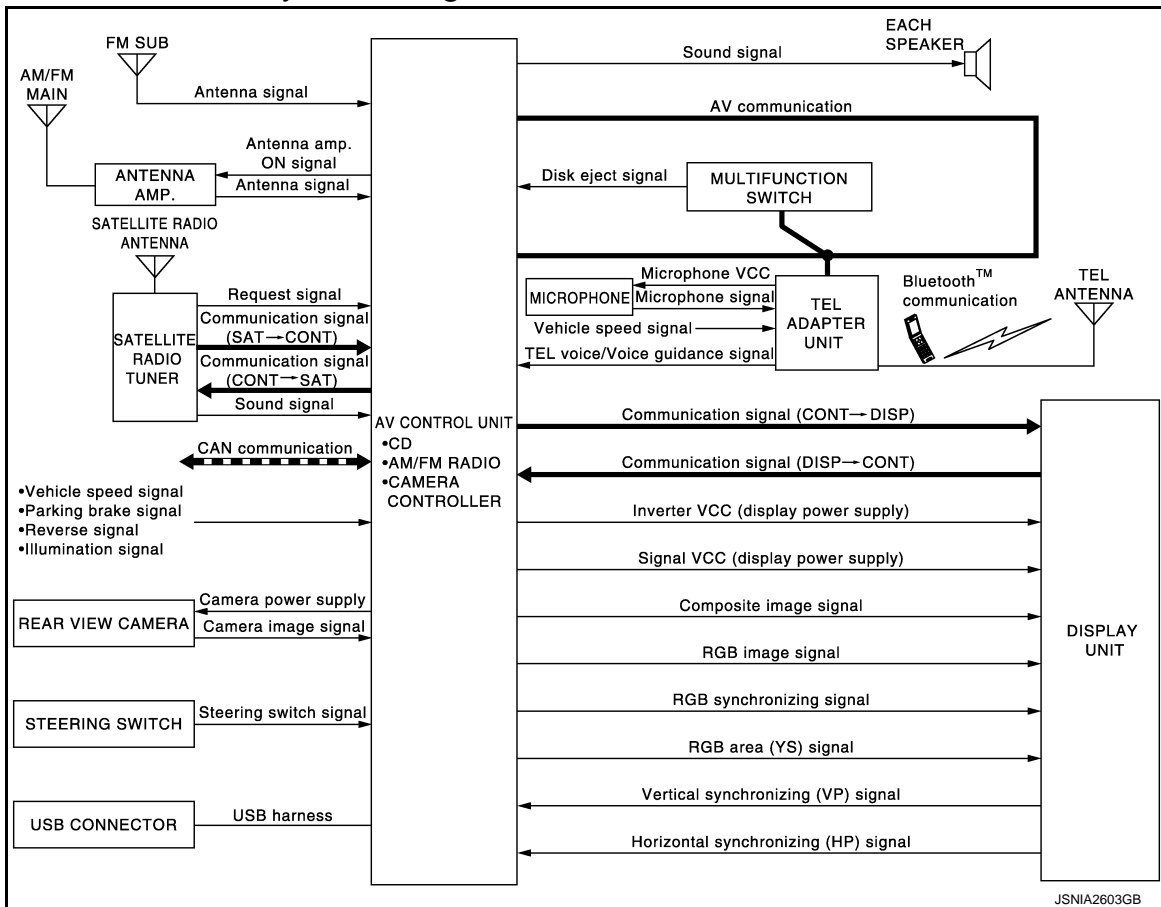 FM SUB
AM/FM
MAIN
Antenna signal
Antenna amp.
ON signal
ANTENNA
AMP.
Antenna signal
SATELLITE RADIO
ANTENNA
Request signal
Communication signal
(SAT→CONT)
SATELLITE
RADIO
TUNER
Communication signal
(CONT→SAT)
Sound signal
CAN communication
•Vehicle speed signal
•Parking brake signal
•Reverse signal
•Illumination signal
Camera power supply
REAR VIEW CAMERA
Camera image signal
STEERING SWITCH
Steering switch signal
USB CONNECTOR
USB harness
AV CONTROL UNIT
•CD
•AM/FM RADIO
•CAMERA
CONTROLLER
EACH
SPEAKER
Sound signal
AV communication
Disk eject signal
MULTIFUNCTION
SWITCH
Microphone VCC
MICROPHONE
Microphone signal
Vehicle speed signal
TEL voice/Voice guidance signal
TEL
ADAPTER
UNIT
Bluetooth™
communication
TEL
ANTENNA
Communication signal (CONT→DISP)
Communication signal (DISP→CONT)
Inverter VCC (display power supply)
Signal VCC (display power supply)
Composite image signal
RGB image signal
RGB synchronizing signal
RGB area (YS) signal
Vertical synchronizing (VP) signal
Horizontal synchronizing (HP) signal
DISPLAY
UNIT
JSNIA2603GB